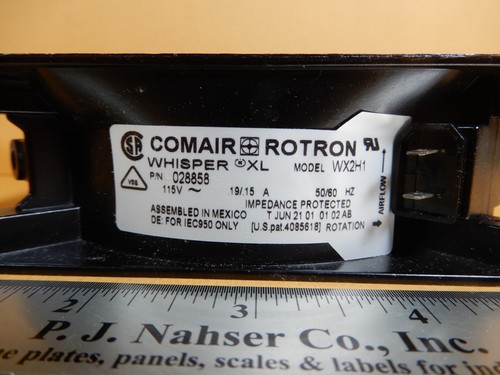 COMAIR ROTRON
WHISPER ® XL MODEL WX2H1
P/N 028858
115V ~ .19/.15 A 50/60 HZ
IMPEDANCE PROTECTED
ASSEMBLED IN MEXICO T JUN 21 01 01 02 AB
DE: FOR IEC950 ONLY [U.S.pat.4085618] ROTATION
AIRFLOW
2 3 4
P. J. Nahser Co., Inc.
plates, panels, scales & labels for